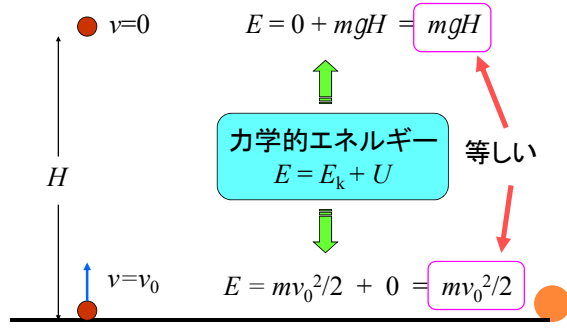 v=0
E = 0 + mgH = mgH
力学的エネルギー
E = Eₖ + U
等しい
H
v=v₀
E = mv₀²/2 + 0 = mv₀²/2